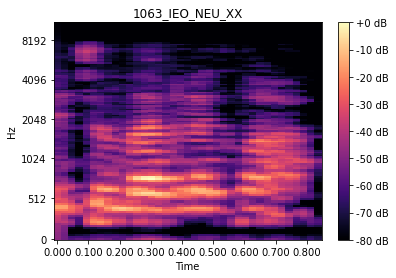 1063_IEO_NEU_XX
+0 dB
8192
-10 dB
4096
-20 dB
-30 dB
2048
Hz
-40 dB
1024
-50 dB
512
-60 dB
-70 dB
0
-80 dB
0.000 0.100 0.200 0.300 0.400 0.500 0.600 0.700 0.800
Time